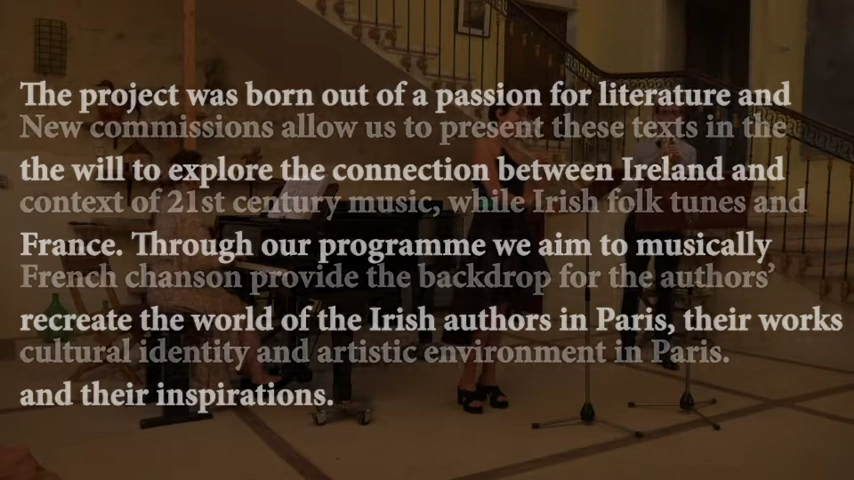 The project was born out of a passion for literature and
New commissions allow us to present these texts in the
the will to explore the connection between Ireland and
context of 21st century music, while Irish folk tunes and
France. Through our programme we aim to musically
French chanson provide the backdrop for the authors’
recreate the world of the Irish authors in Paris, their works
cultural identity and artistic environment in Paris.
and their inspirations.